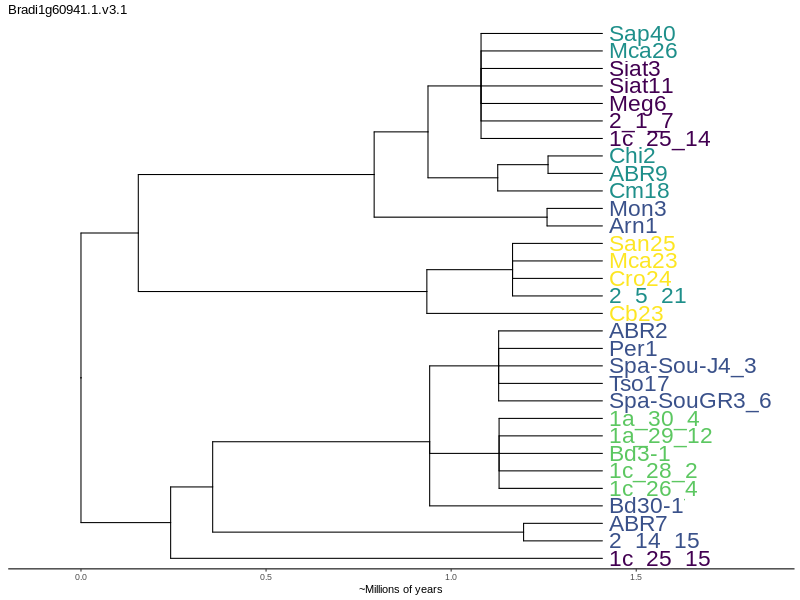 Bradi1g60941.1.v3.1
Sap40
Mca26
Siat3
Siat11
Meg6
2_1_7
1c_25_14
Chi2
ABR9
Cm18
Mon3
Arn1
San25
Mca23
Cro24
2_5_21
Cb23
ABR2
Per1
Spa-Sou-J4_3
Tso17
Spa-SouGR3_6
1a_30_4
1a_29_12
Bd3-1
1c_28_2
1c_26_4
Bd30-1
ABR7
2_14_15
1c_25_15
0.0 0.5 1.0 1.5
~Millions of years